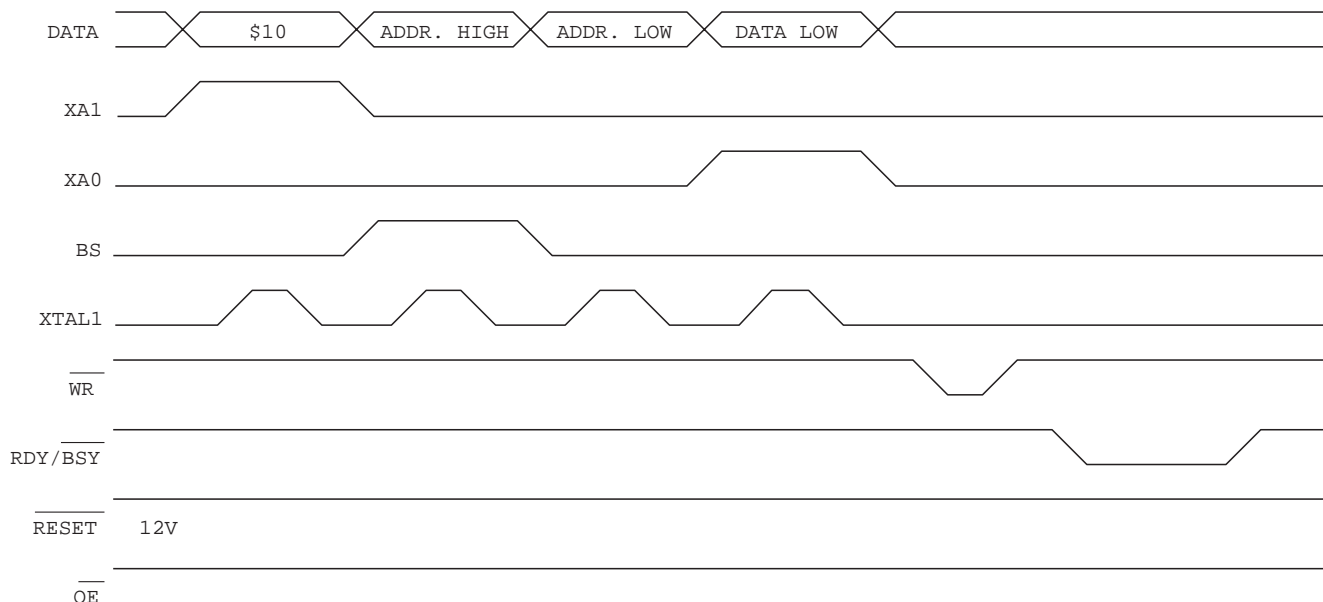 DATA $10 ADDR. HIGH ADDR. LOW DATA LOW
XA1
XA0
BS
XTAL1
WR
RDY/BSY
RESET 12V
OE